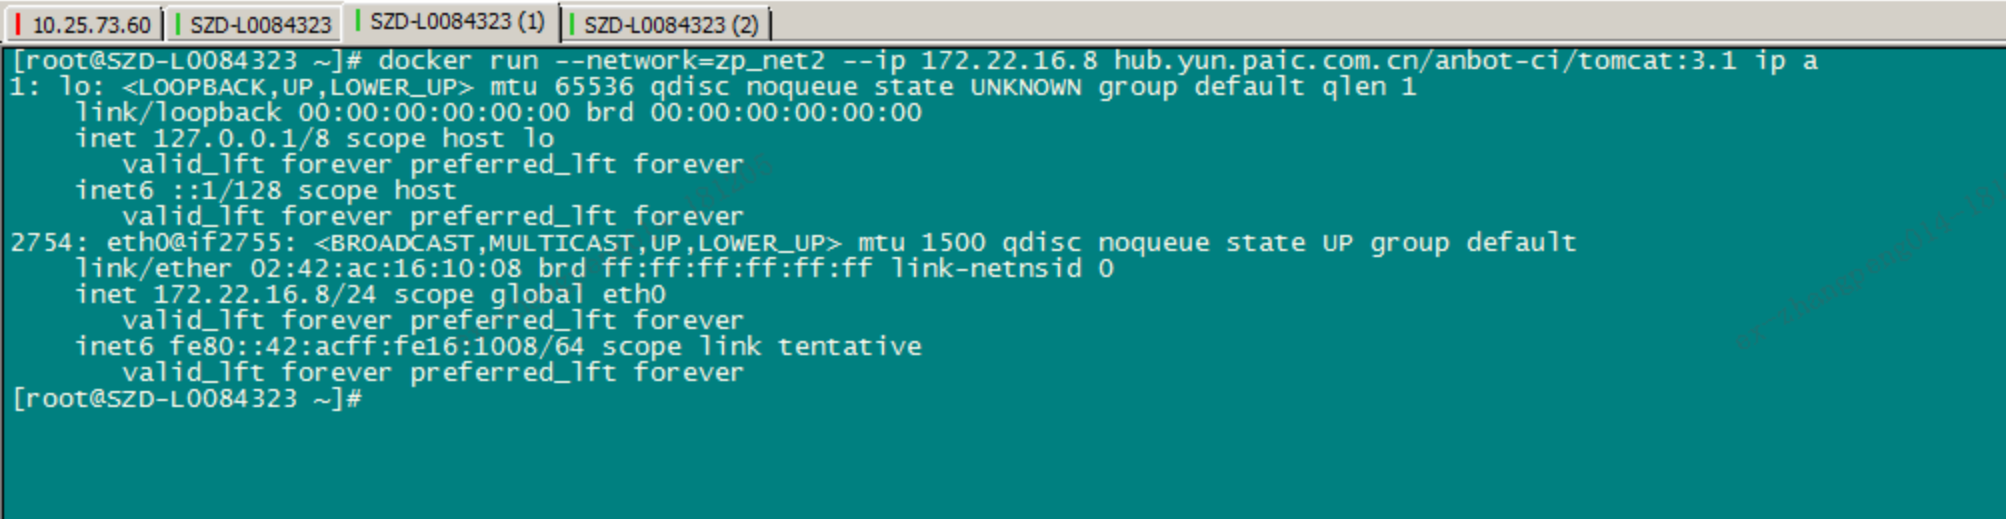 10.25.73.60 SZD-L0084323 SZD-L0084323 (1) SZD-L0084323 (2)
[root@SZD-L0084323 ~]# docker run --network=zp_net2 --ip 172.22.16.8 hub.yun.paic.com.cn/anbot-ci/tomcat:3.1 ip a
1: lo: <LOOPBACK,UP,LOWER_UP> mtu 65536 qdisc noqueue state UNKNOWN group default qlen 1
link/loopback 00:00:00:00:00:00 brd 00:00:00:00:00:00
inet 127.0.0.1/8 scope host lo
valid_lft forever preferred_lft forever
inet6 ::1/128 scope host
valid_lft forever preferred_lft forever
2754: eth0@if2755: <BROADCAST,MULTICAST,UP,LOWER_UP> mtu 1500 qdisc noqueue state UP group default
link/ether 02:42:ac:16:10:08 brd ff:ff:ff:ff:ff:ff link-netnsid 0
inet 172.22.16.8/24 scope global eth0
valid_lft forever preferred_lft forever
inet6 fe80::42:acff:fe16:1008/64 scope link tentative
valid_lft forever preferred_lft forever
[root@SZD-L0084323 ~]#